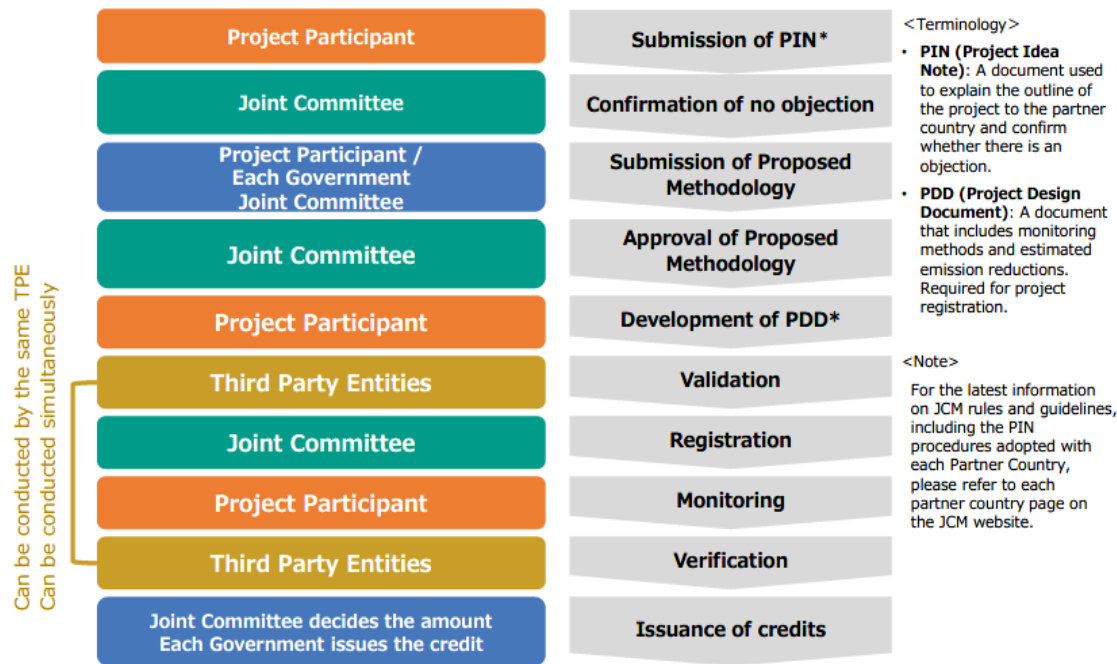 Project Participant
Submission of PIN*
Joint Committee
Confirmation of no objection
Project Participant /
Each Government
Joint Committee
Submission of Proposed
Methodology
Joint Committee
Approval of Proposed
Methodology
Project Participant
Development of PDD*
Third Party Entities
Validation
Joint Committee
Registration
Project Participant
Monitoring
Third Party Entities
Verification
Joint Committee decides the amount
Each Government issues the credit
Issuance of credits
Can be conducted by the same TPE
Can be conducted simultaneously
<Terminology>
• PIN (Project Idea
Note): A document used
to explain the outline of
the project to the partner
country and confirm
whether there is an
objection.
• PDD (Project Design
Document): A document
that includes monitoring
methods and estimated
emission reductions.
Required for project
registration.
<Note>
For the latest information
on JCM rules and guidelines,
including the PIN
procedures adopted with
each Partner Country,
please refer to each
partner country page on
the JCM website.